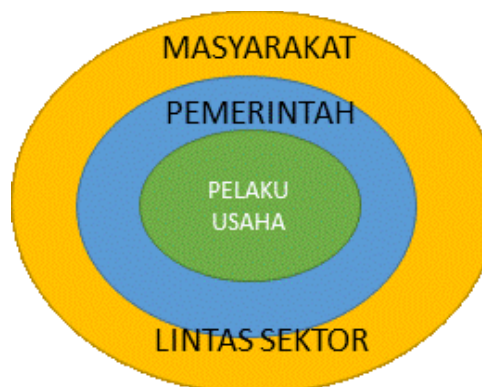 MASYARAKAT
PEMERINTAH
PELAKU
USAHA
LINTAS SEKTOR